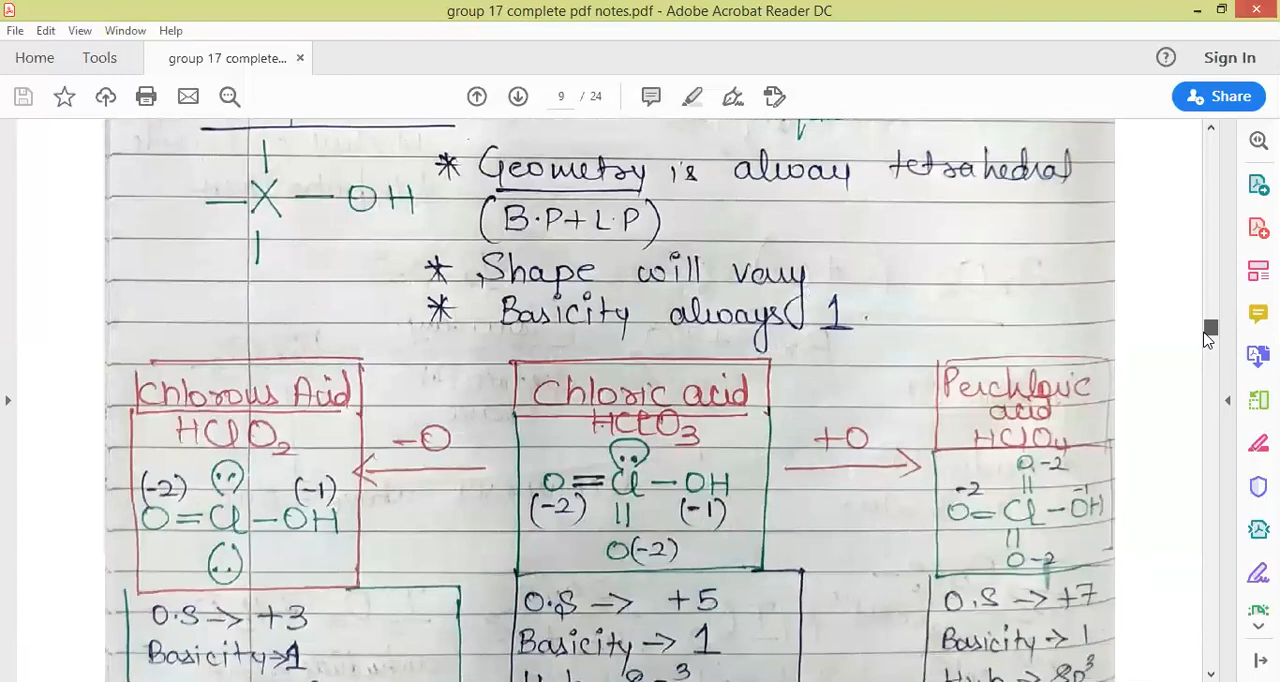 group 17 complete pdf notes.pdf - Adobe Acrobat Reader DC
File Edit View Window Help
Home Tools group 17 complete... ×
Sign In
9 / 24
Share
* Geometry is alway tetrahedral
X — OH
(B.P+L.P)
* Shape will vary
* Basicity always 1.
Chlorous Acid
HClO2
(-2) (-1)
O=Cl-OH
O.S → +3
Basicity → 1
-O
Chloric acid
HClO3
O=Cl-OH
(-2) (-1)
O(-2)
O.S → +5
Basicity → 1
+O
Perchloric
acid
HClO4
O-2
-2 -1
O=Cl-OH
O-2
O.S → +7
Basicity → 1
Hyb → sp3